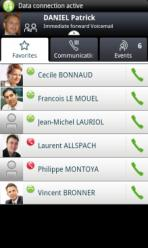 Data connection active
DANIEL Patrick
Immediate forward Voicemail
Favorites
Communicati
Events
6
Cecile BONNAUD
Francois LE MOUEL
Jean-Michel LAURIOL
Laurent ALLSPACH
Philippe MONTOYA
Vincent BRONNER